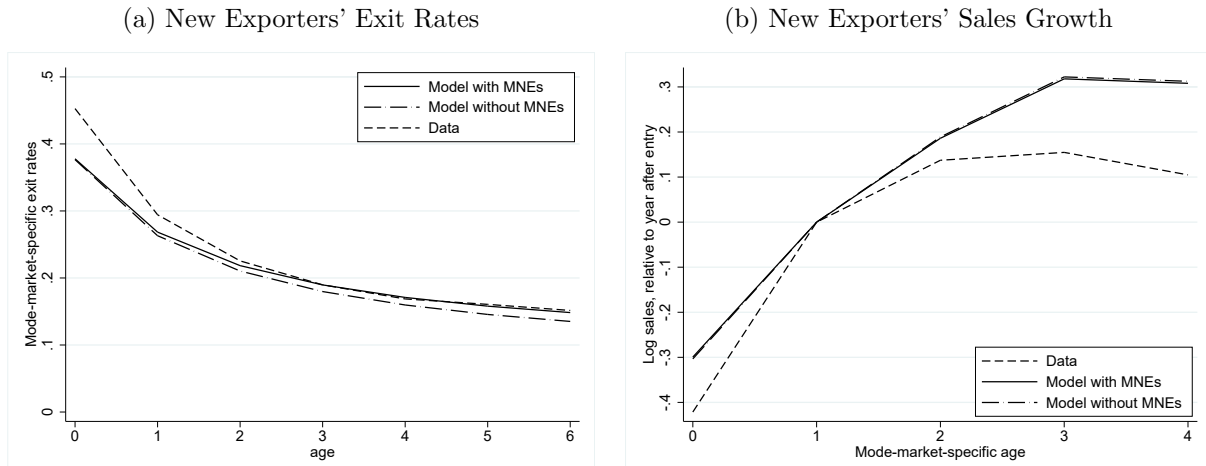 (a) New Exporters' Exit Rates
Mode-market-specific exit rates
.5
.4
.3
.2
.1
0
Model with MNEs
Model without MNEs
Data
0 1 2 3 4 5 6
age
(b) New Exporters' Sales Growth
Log sales, relative to year after entry
.3
.2
.1
0
-.1
-.2
-.3
-.4
Data
Model with MNEs
Model without MNEs
0 1 2 3 4
Mode-market-specific age